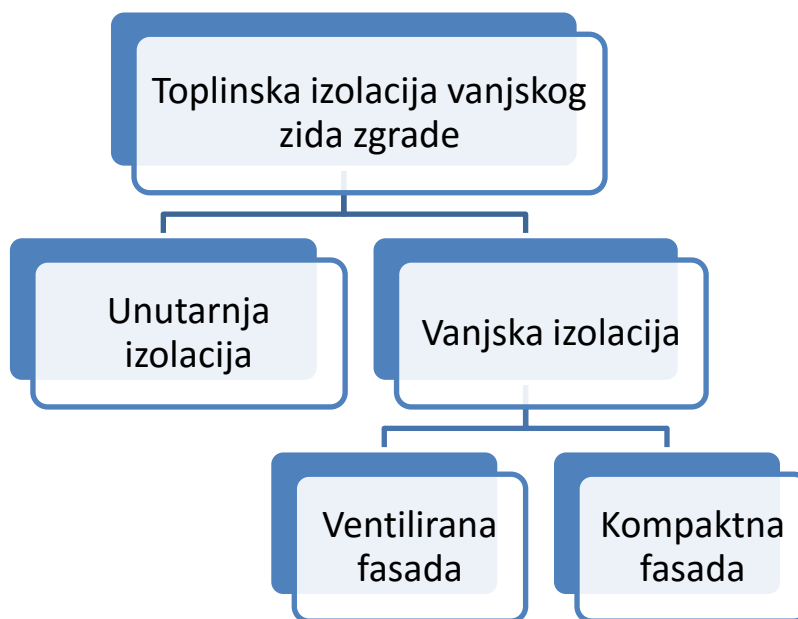 Toplinska izolacija vanjskog
zida zgrade
Unutarnja
izolacija
Vanjska izolacija
Ventilirana
fasada
Kompaktna
fasada